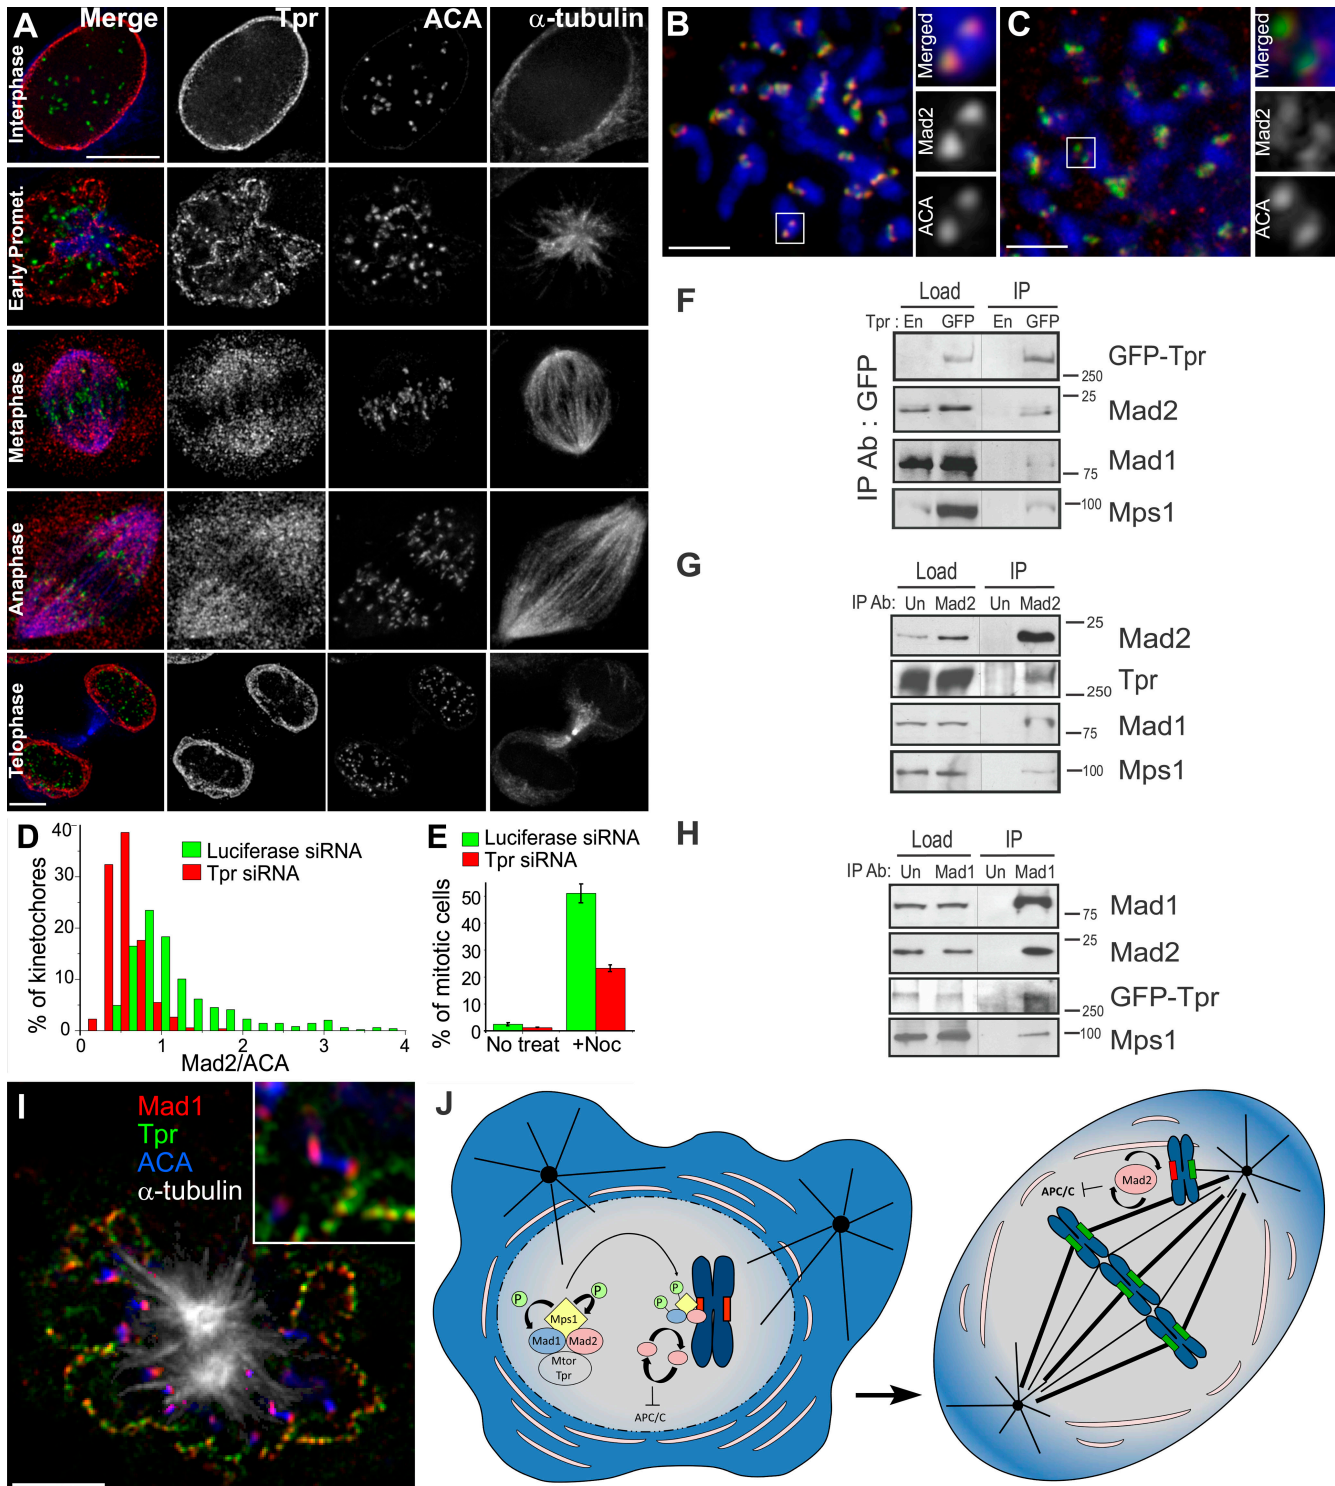 A
Merge
Tpr
ACA
α-tubulin
Interphase
Early Promet.
Metaphase
Anaphase
Telophase
B
Merged
Mad2
ACA
C
Merged
Mad2
ACA
D
40
30
20
10
0
% of kinetochores
Luciferase siRNA
Tpr siRNA
0 1 2 3 4
Mad2/ACA
E
Luciferase siRNA
Tpr siRNA
% of mitotic cells
50
40
30
20
10
0
No treat +Noc
F
Load IP
Tpr : En GFP En GFP
IP Ab : GFP
GFP-Tpr
250
25
Mad2
Mad1
75
100
Mps1
G
Load IP
IP Ab: Un Mad2 Un Mad2
25
Mad2
Tpr
250
Mad1
75
100
Mps1
H
Load IP
IP Ab: Un Mad1 Un Mad1
Mad1
75
25
Mad2
GFP-Tpr
250
100
Mps1
I
Mad1
Tpr
ACA
α-tubulin
J
P
P
Mps1
Mad1 Mad2
Mtor
Tpr
P
P
APC/C
APC/C
Mad2